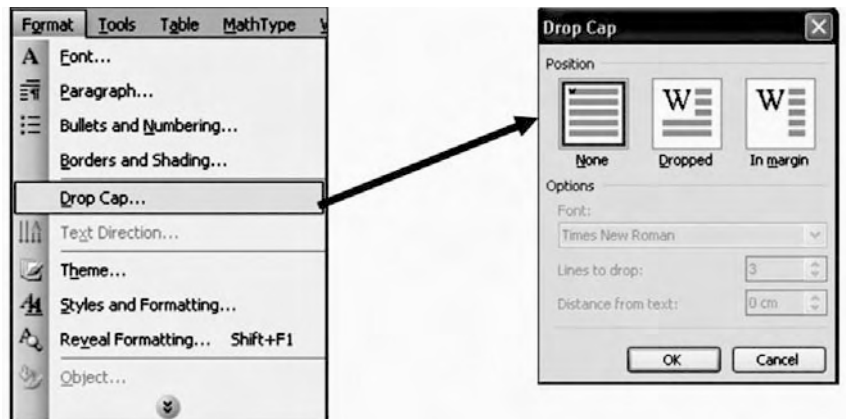 Format Tools Table MathType
Font...
Paragraph...
Bullets and Numbering...
Borders and Shading...
Drop Cap...
Text Direction...
Theme...
Styles and Formatting...
Reveal Formatting... Shift+F1
Object...
Drop Cap
Position
None Dropped In margin
Options
Font:
Times New Roman
Lines to drop: 3
Distance from text: 0 cm
OK Cancel